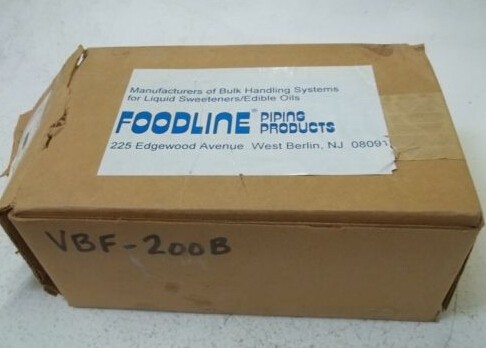 Manufacturers of Bulk Handling Systems
for Liquid Sweeteners/Edible Oils
FOODLINE® PIPING
PRODUCTS
225 Edgewood Avenue West Berlin, NJ 08091
VBF-200B